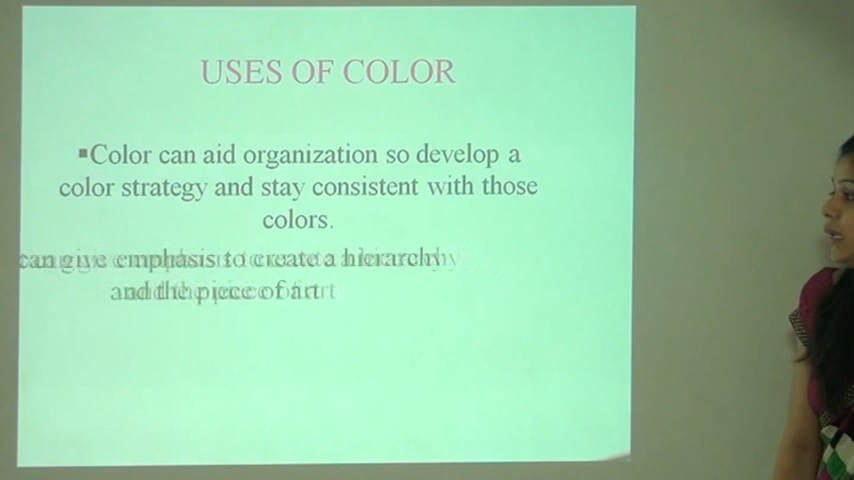 USES OF COLOR
▪Color can aid organization so develop a
color strategy and stay consistent with those
colors.
can give emphasis to create a hierarchy
and the piece of art